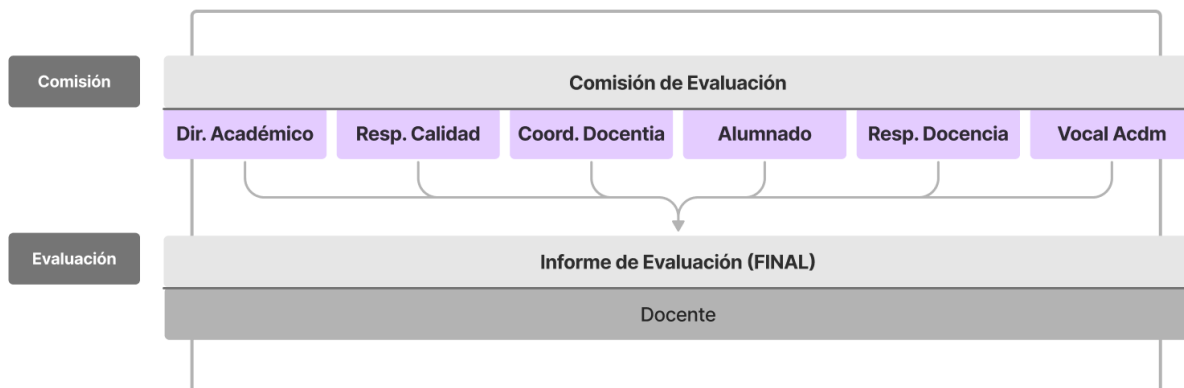 Comisión
Comisión de Evaluación
Dir. Académico
Resp. Calidad
Coord. Docentia
Alumnado
Resp. Docencia
Vocal Acdm
Evaluación
Informe de Evaluación (FINAL)
Docente